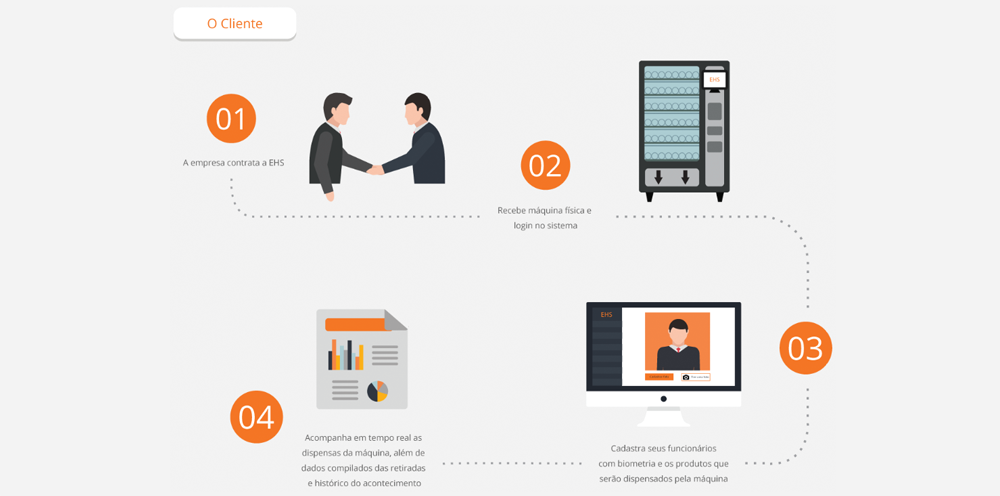 O Cliente
01
A empresa contrata a EHS
02
Recebe máquina física e
login no sistema
EHS
03
EHS
Cadastra seus funcionários
com biometria e os produtos que
serão dispensados pela máquina
04
Acompanha em tempo real as
dispensas da máquina, além de
dados compilados das retiradas
e histórico do acontecimento